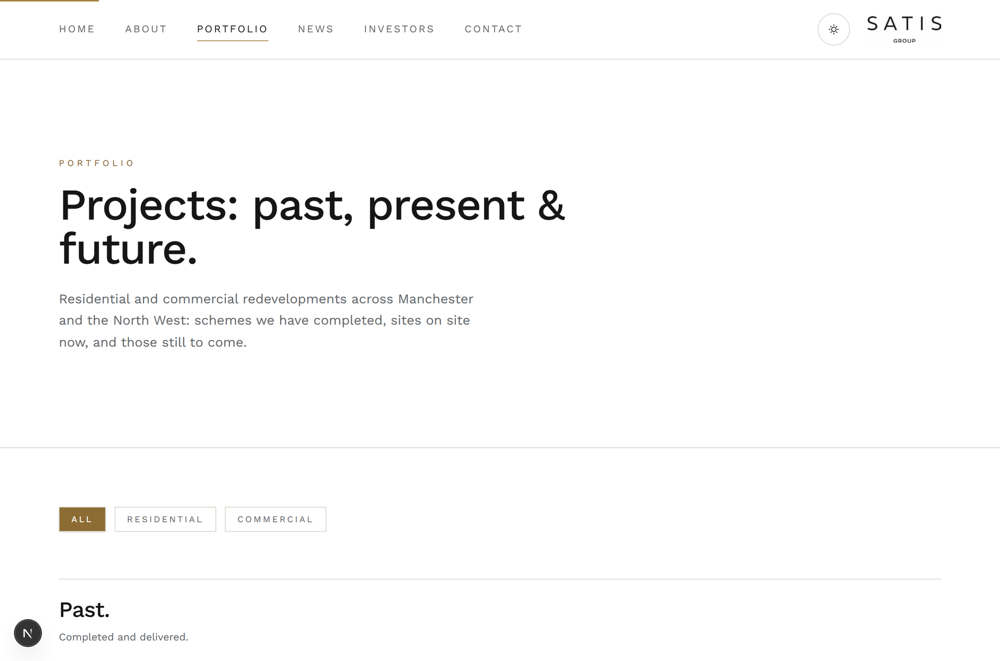 HOME ABOUT PORTFOLIO NEWS INVESTORS CONTACT
SATIS
GROUP
PORTFOLIO
Projects: past, present &
future.
Residential and commercial redevelopments across Manchester
and the North West: schemes we have completed, sites on site
now, and those still to come.
ALL RESIDENTIAL COMMERCIAL
Past.
N
Completed and delivered.